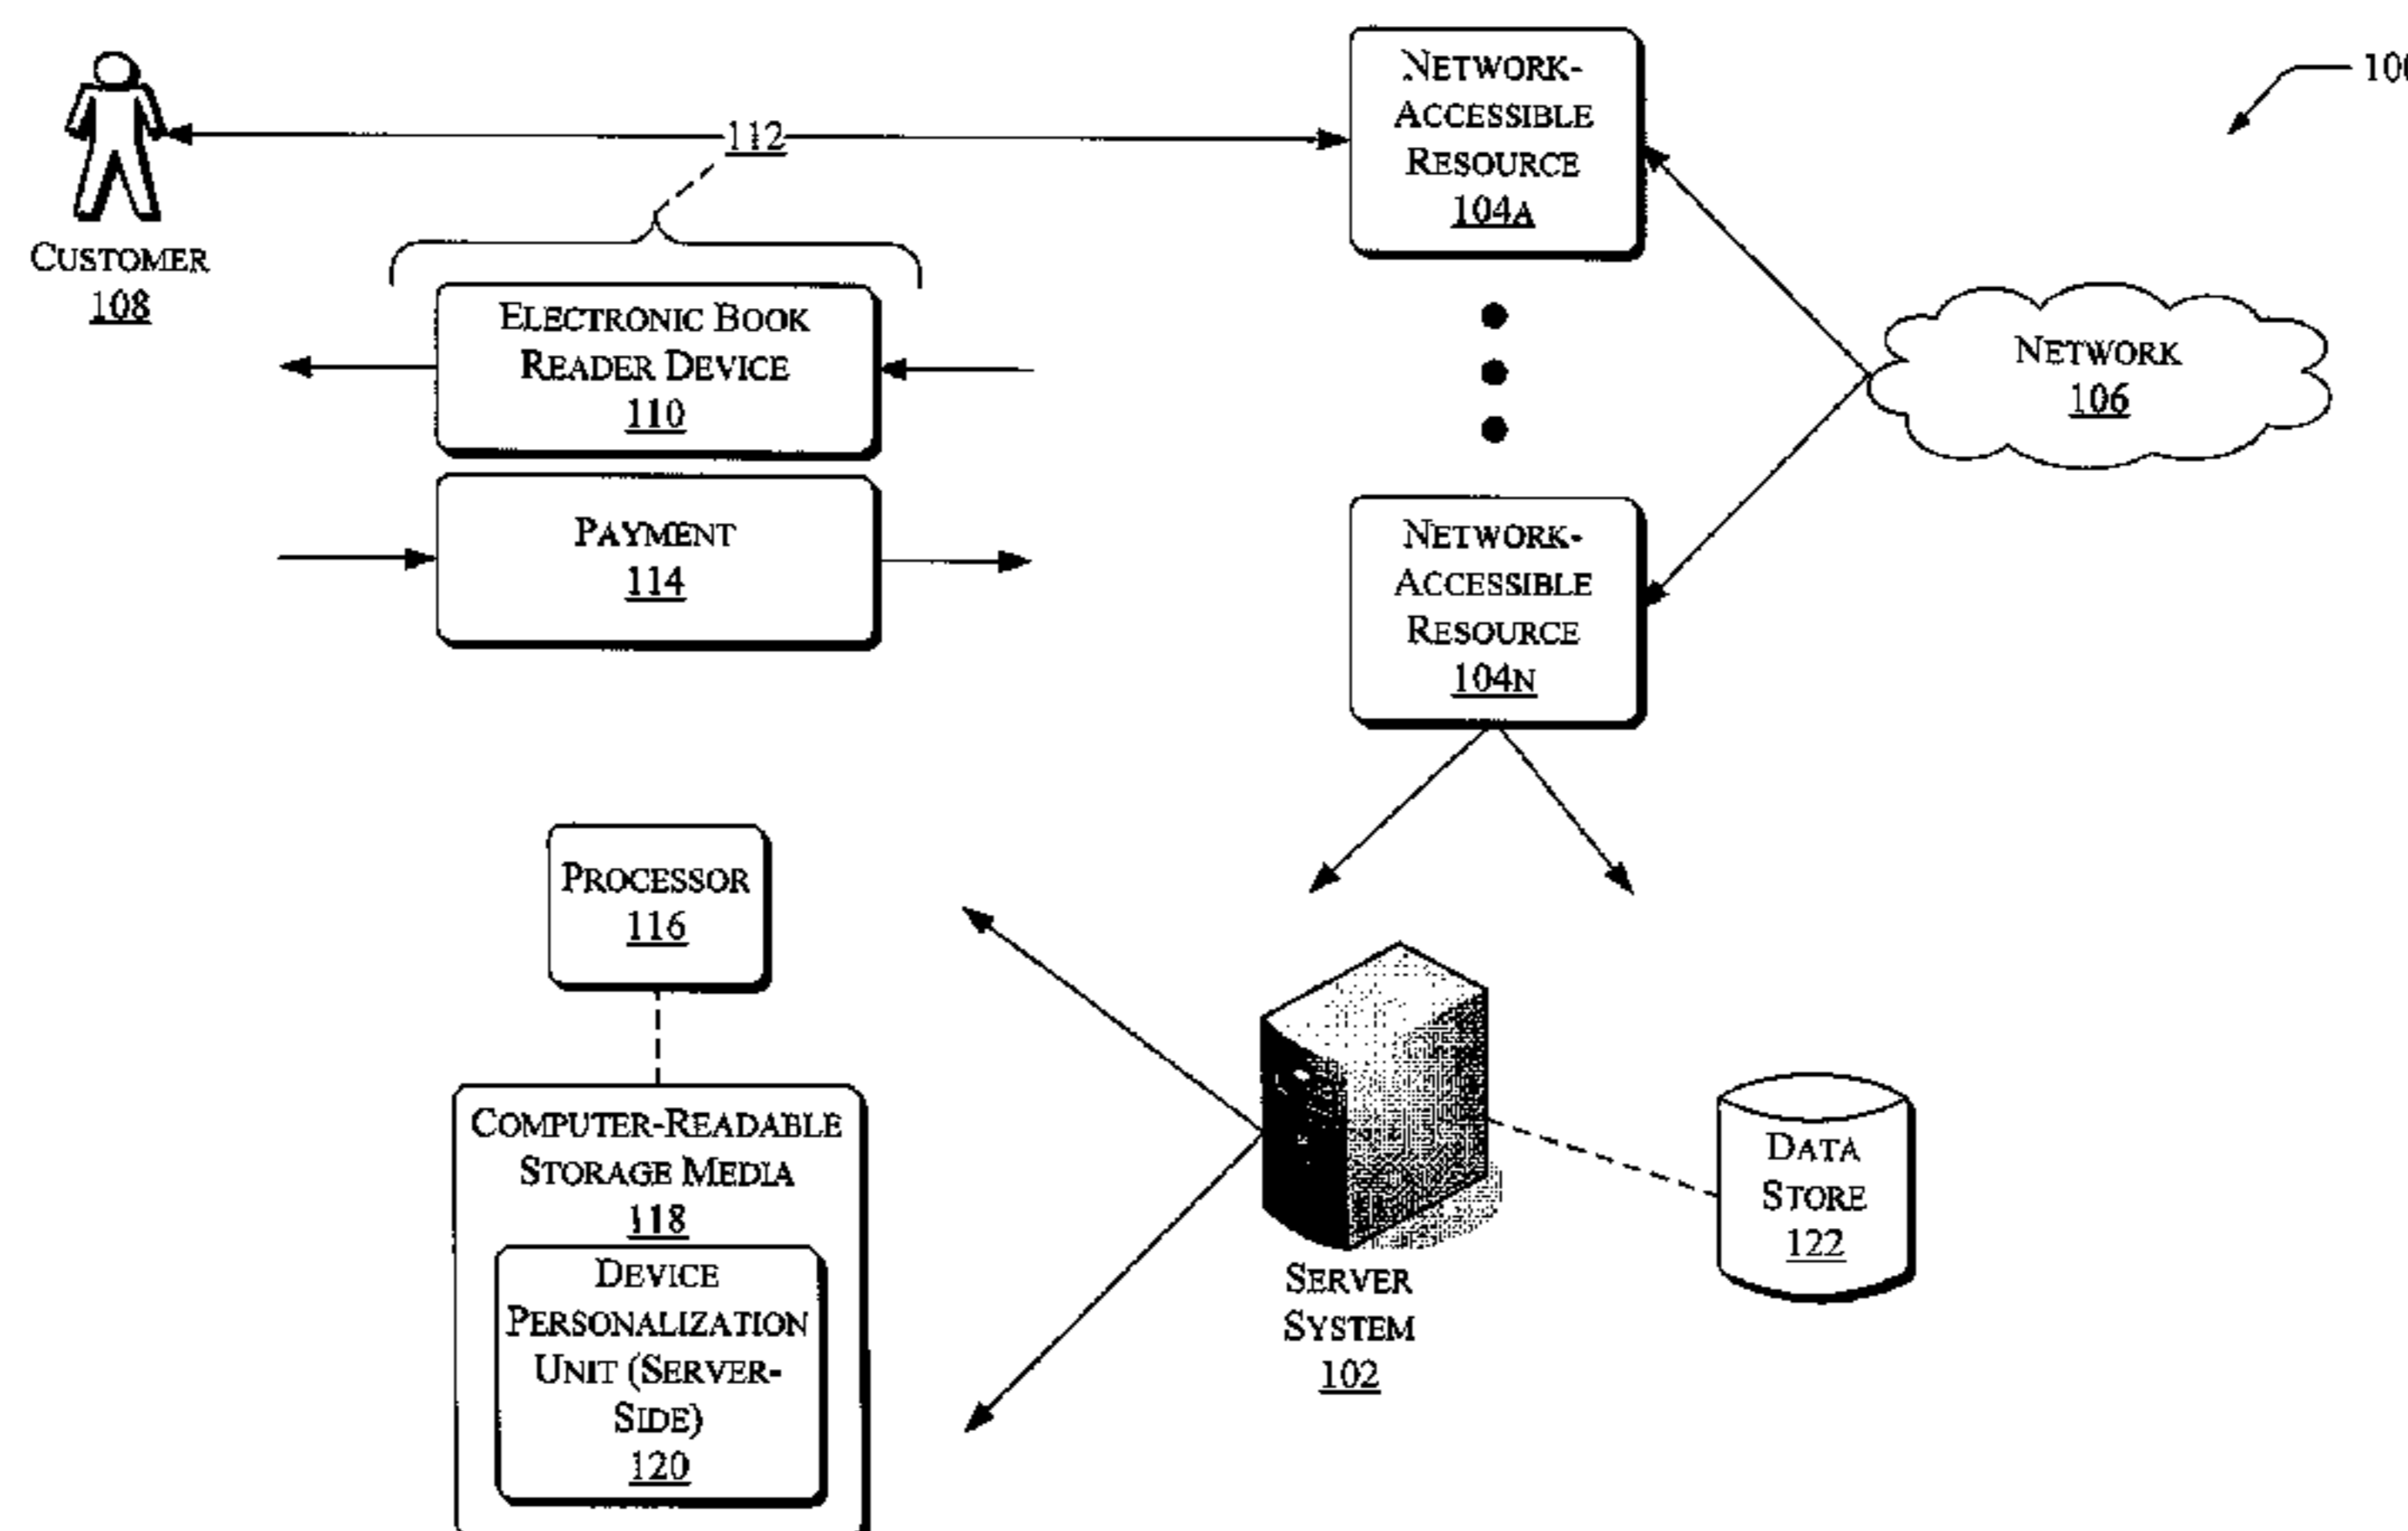 NETWORK-
ACCESSIBLE
RESOURCE
104A
112
CUSTOMER
108
ELECTRONIC BOOK
READER DEVICE
110
NETWORK
106
PAYMENT
114
NETWORK-
ACCESSIBLE
RESOURCE
104N
PROCESSOR
116
COMPUTER-READABLE
STORAGE MEDIA
118
DEVICE
PERSONALIZATION
UNIT (SERVER-
SIDE)
120
SERVER
SYSTEM
102
DATA
STORE
122